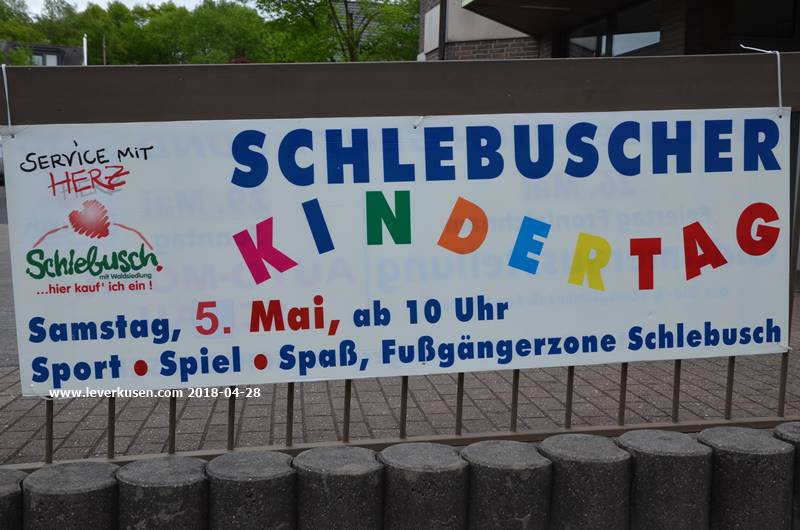 SERVICE MIT
HERZ
Schlebusch.
mit Waldsiedlung
...hier kauf' ich ein !
SCHLEBUSCHER
KINDERTAG
Samstag, 5. Mai, ab 10 Uhr
Sport • Spiel • Spaß, Fußgängerzone Schlebusch
www.leverkusen.com 2018-04-28